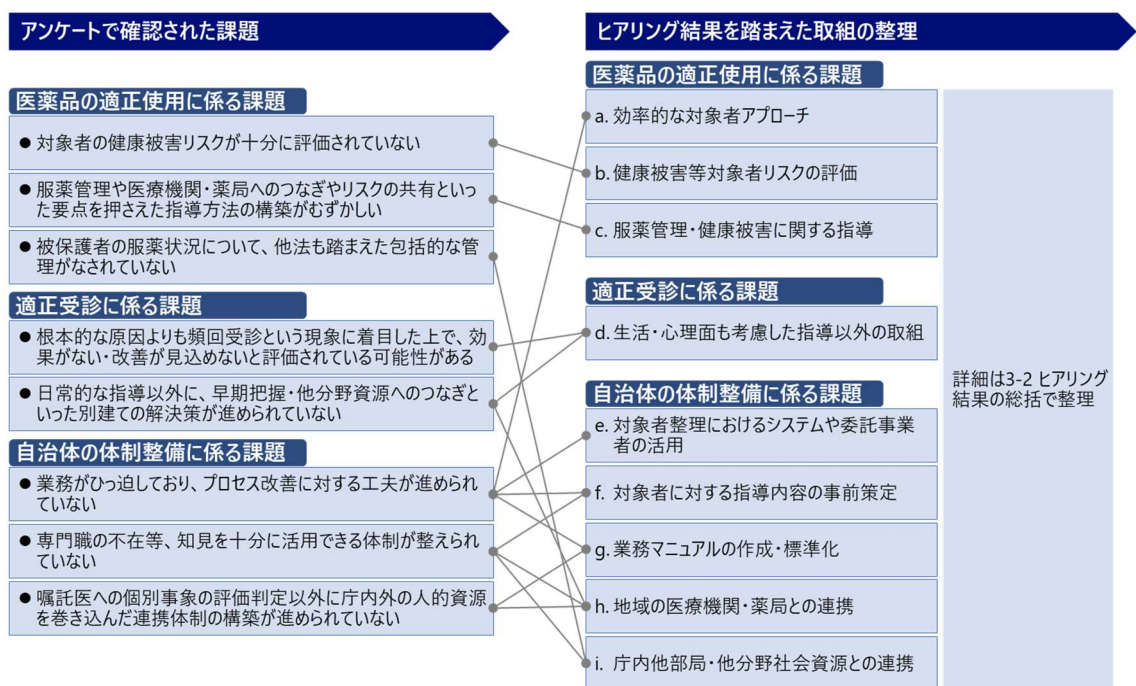 アンケートで確認された課題
医薬品の適正使用に係る課題
● 対象者の健康被害リスクが十分に評価されていない
● 服薬管理や医療機関・薬局へのつなぎやリスクの共有といっ
た要点を押さえた指導方法の構築がむずかしい
● 被保護者の服薬状況について、他法も踏まえた包括的な管
理がなされていない
適正受診に係る課題
● 根本的な原因よりも頻回受診という現象に着目した上で、効
果がない・改善が見込めないと評価されている可能性がある
● 日常的な指導以外に、早期把握・他分野資源へのつなぎと
いった別建ての解決策が進められていない
自治体の体制整備に係る課題
● 業務がひっ迫しており、プロセス改善に対する工夫が進められ
ていない
● 専門職の不在等、知見を十分に活用できる体制が整えられ
ていない
● 嘱託医への個別事象の評価判定以外に庁内外の人的資源
を巻き込んだ連携体制の構築が進められていない
ヒアリング結果を踏まえた取組の整理
医薬品の適正使用に係る課題
a. 効率的な対象者アプローチ
b. 健康被害等対象者リスクの評価
c. 服薬管理・健康被害に関する指導
適正受診に係る課題
d. 生活・心理面も考慮した指導以外の取組
自治体の体制整備に係る課題
e. 対象者整理におけるシステムや委託事業
者の活用
f. 対象者に対する指導内容の事前策定
g. 業務マニュアルの作成・標準化
h. 地域の医療機関・薬局との連携
i. 庁内他部局・他分野社会資源との連携
詳細は3-2 ヒアリング
結果の総括で整理